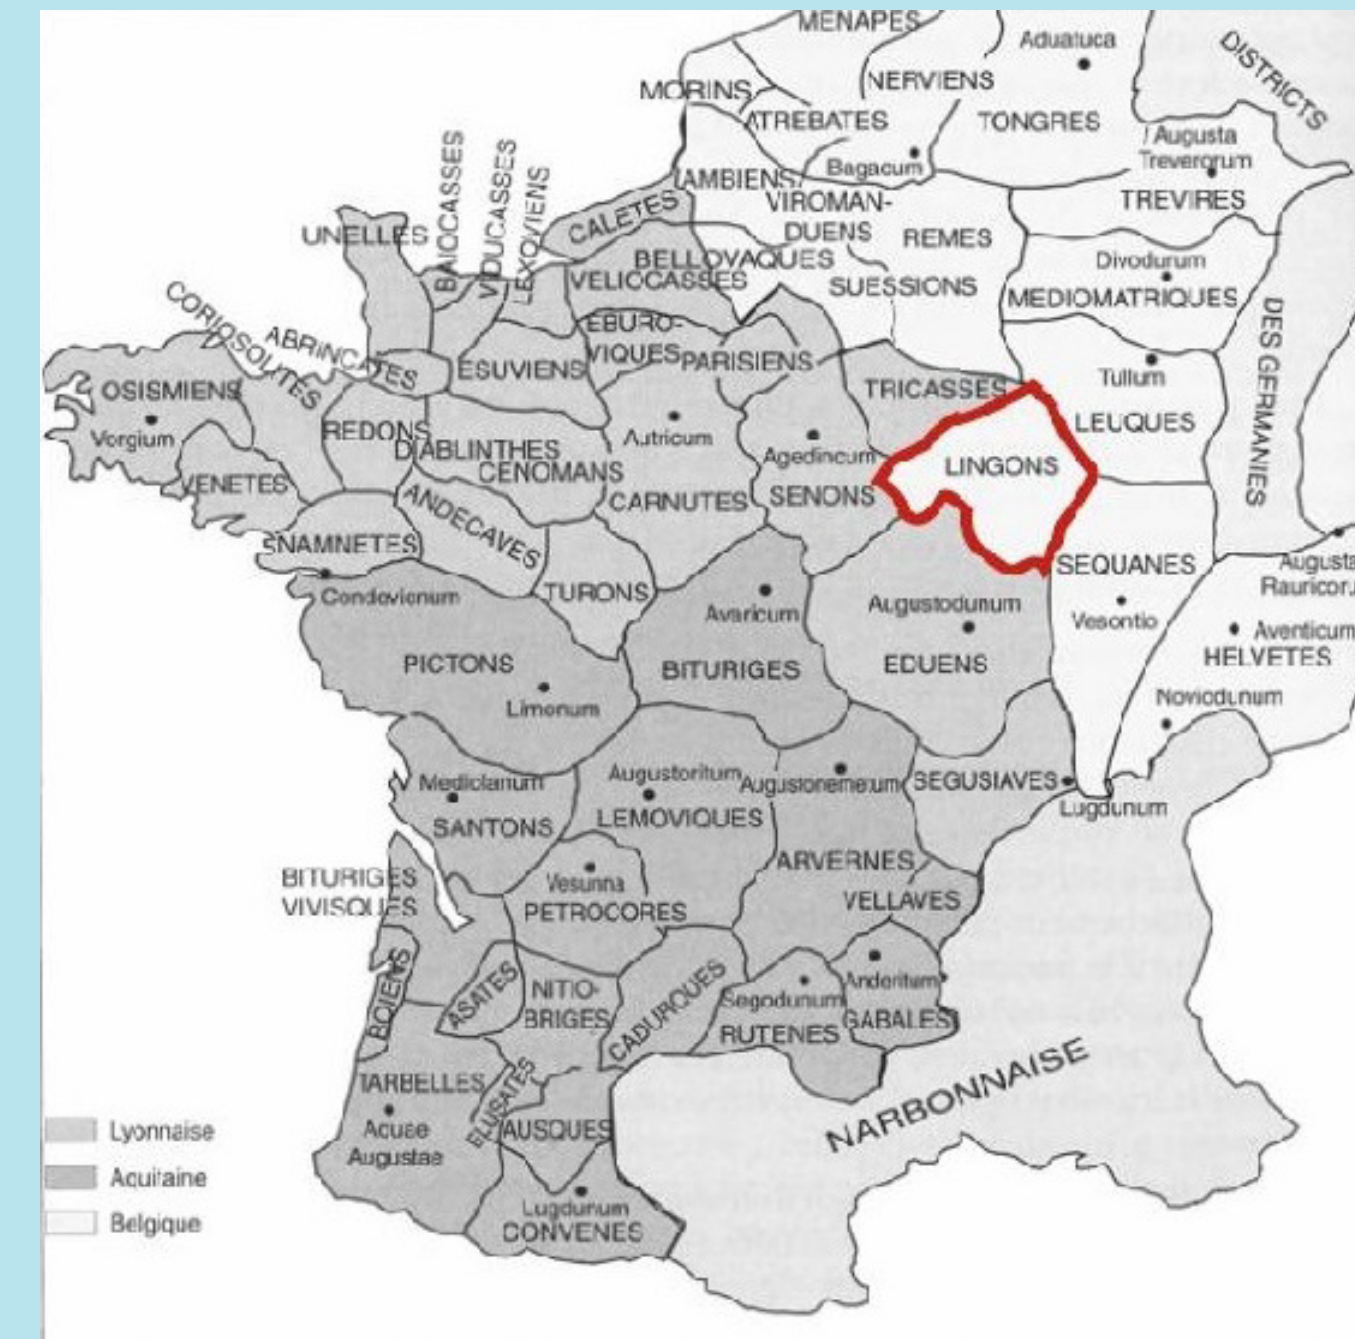 MENAPES
Aduatuca
DISTRICTS
NERVIENS
MORINS
ATREBATES
TONGRES
Augusta
Treverorum
Bagacum
AMBIENS
TREVIRES
VIROMAN-
DUENS
REMES
BAIOCASSES
VIDUCASSES
LEXOVIENS
CALETES
UNELLES
BELLOVAQUES
Divodurum
VELIOCASSES
SUESSIONS
MEDIOMATRIQUES
DES GERMANIES
CORIOSOLITES
ABRINCATES
EBURO-
VIQUES
PARISIENS
ESUVIENS
Tullum
TRICASSES
OSISMIENS
LEUQUES
Vorgium
REDONS
DIABLINTHES
Autricum
Agedincum
LINGONS
CENOMANS
VENETES
CARNUTES
SENONS
ANDECAVES
NAMNETES
SEQUANES
Augusta
Condevicnum
TURONS
Avaricum
Augustodunum
Vesontio
Aventicum
HELVETES
PICTONS
BITURIGES
EDUENS
Limonum
Noviodunum
Mediolanum
Augustoritum
Augustonemetum
SEGUSIAVES
Lugdunum
SANTONS
LEMOVIQUES
ARVERNES
BITURIGES
VIVISQUES
Vesunna
PETROCORES
VELLAVES
BOIENS
ASATES
NITIO-
BRIGES
CADURQUES
Segodunum
RUTENES
Anderitum
GABALES
NARBONNAISE
TARBELLES
ELUSATES
AUSQUES
Aquae
Augustae
Lugdunum
CONVENES
Lyonnaise
Aquitaine
Belgique